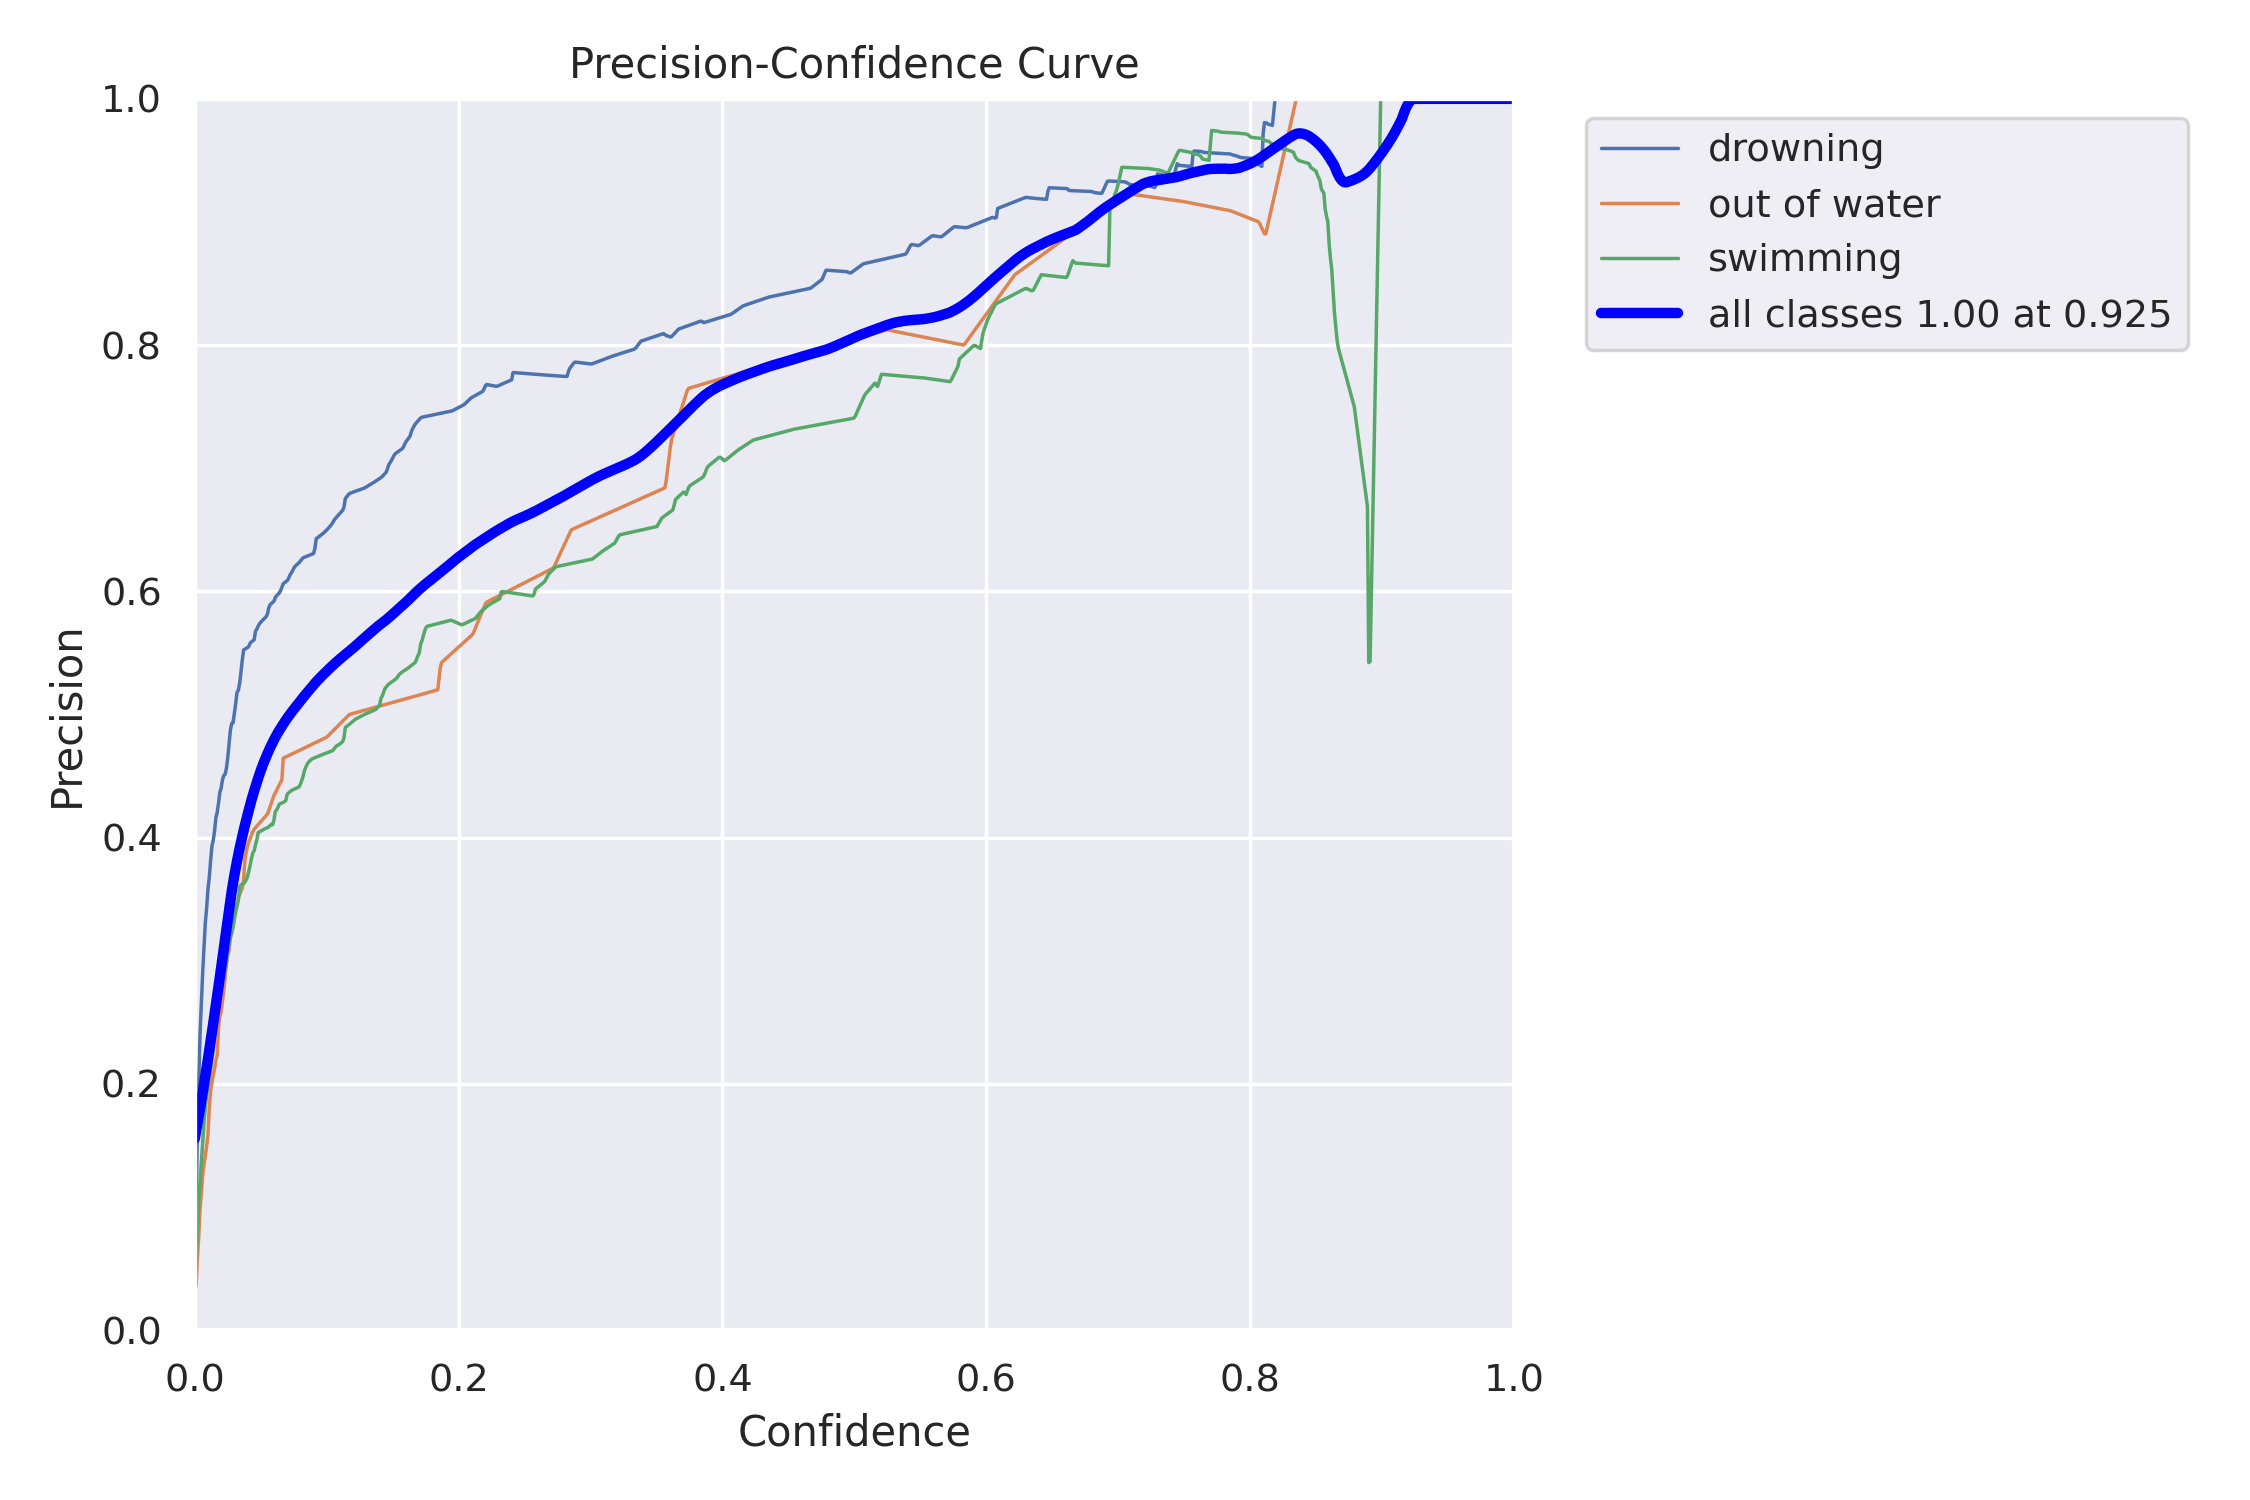 Precision-Confidence Curve
1.0
0.8
0.6
0.4
0.2
0.0
Precision
0.0 0.2 0.4 0.6 0.8 1.0
Confidence
drowning
out of water
swimming
all classes 1.00 at 0.925